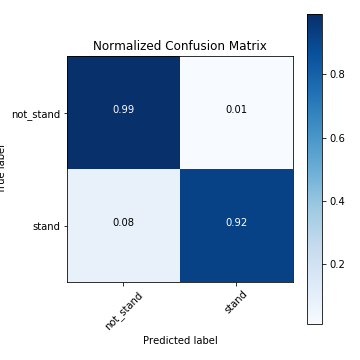 Normalized Confusion Matrix
not_stand
stand
0.99
0.01
0.08
0.92
not_stand
stand
Predicted label
True label
0.8
0.6
0.4
0.2